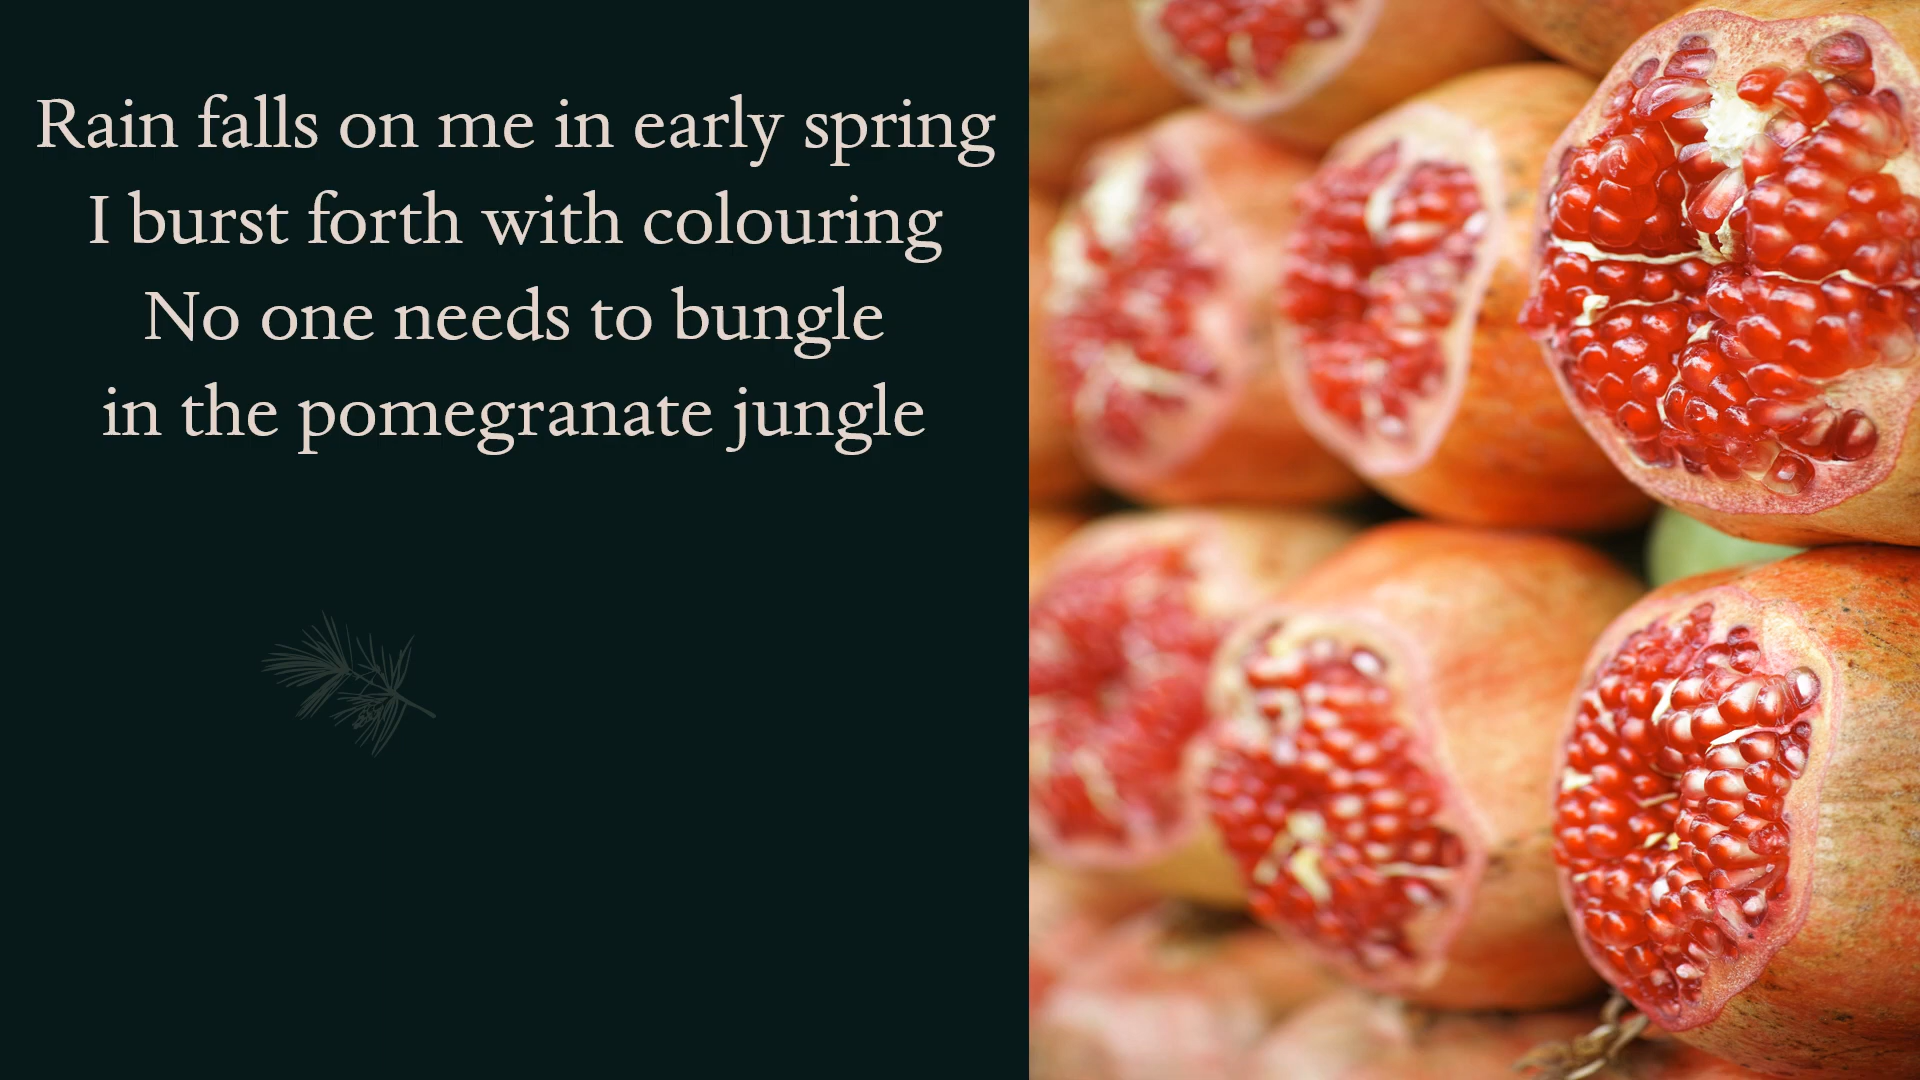 Rain falls on me in early spring
I burst forth with colouring
No one needs to bungle
in the pomegranate jungle